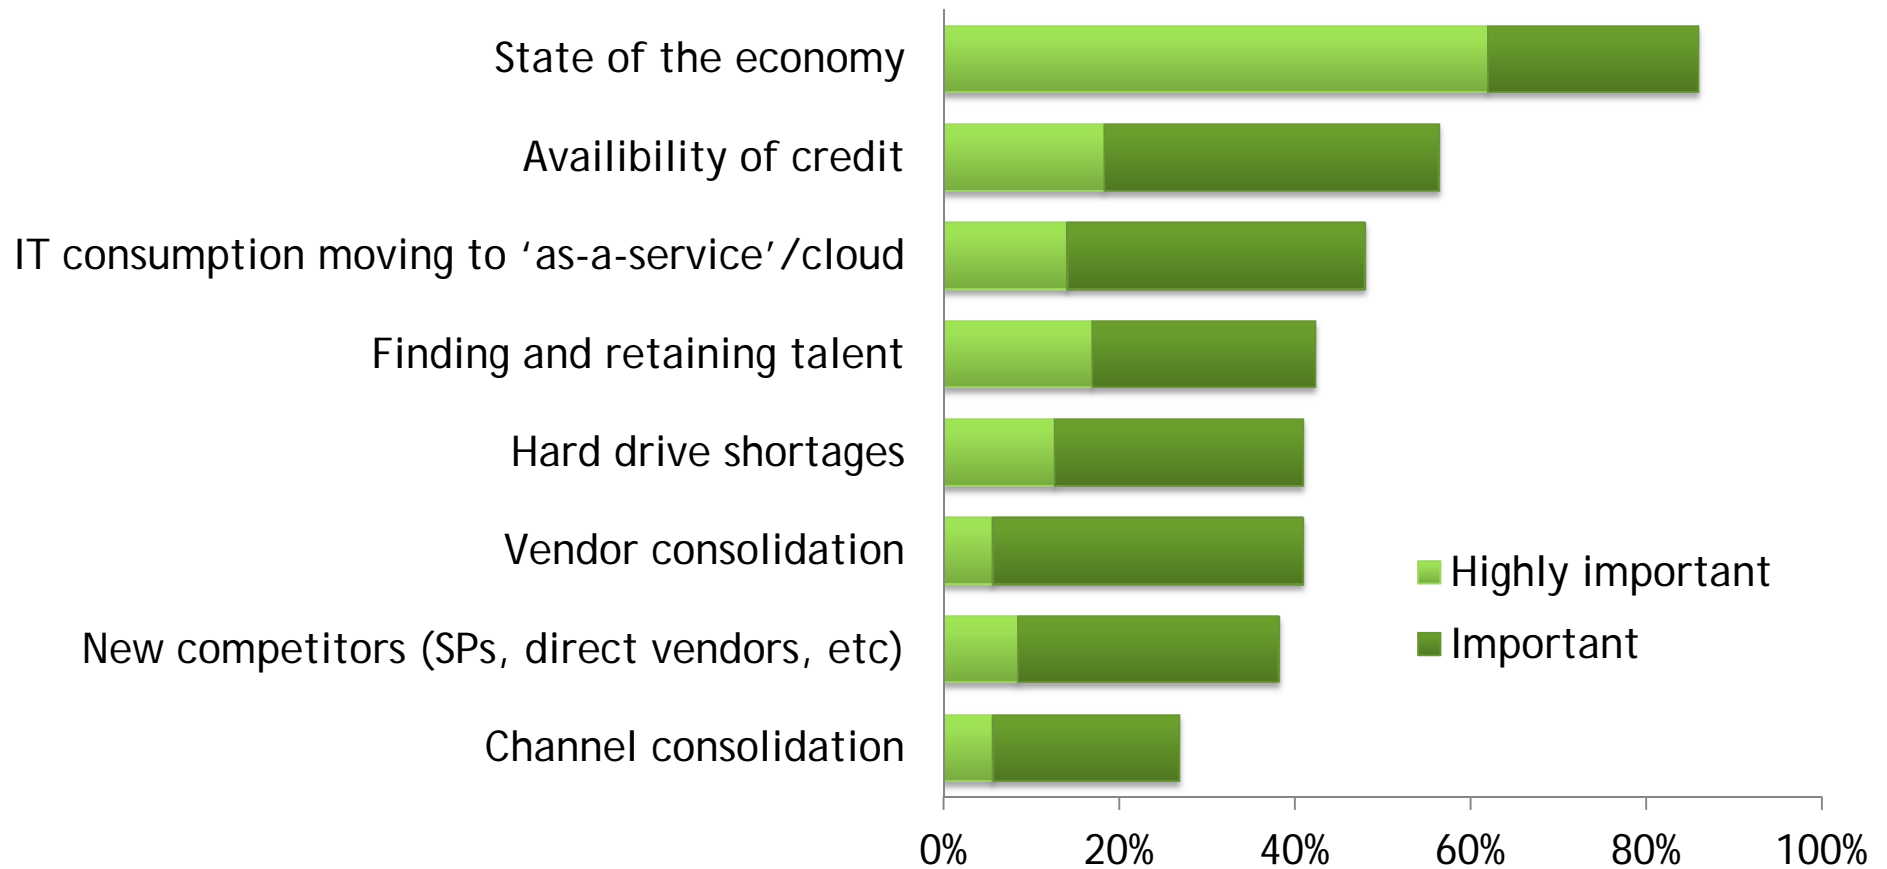 State of the economy
Availibility of credit
IT consumption moving to ‘as-a-service’/cloud
Finding and retaining talent
Hard drive shortages
Vendor consolidation
New competitors (SPs, direct vendors, etc)
Channel consolidation
Highly important
Important
0% 20% 40% 60% 80% 100%